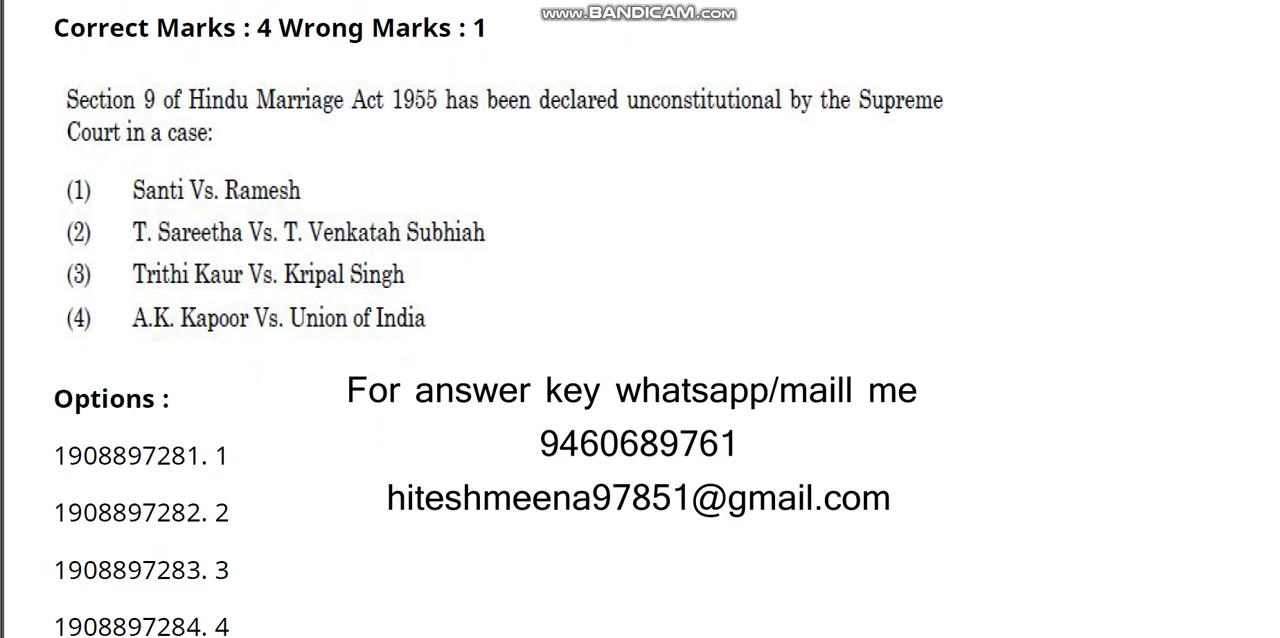 www.BANDICAM.com
Correct Marks : 4 Wrong Marks : 1
Section 9 of Hindu Marriage Act 1955 has been declared unconstitutional by the Supreme
Court in a case:
(1) Santi Vs. Ramesh
(2) T. Sareetha Vs. T. Venkatah Subhiah
(3) Trithi Kaur Vs. Kripal Singh
(4) A.K. Kapoor Vs. Union of India
Options :
1908897281. 1
1908897282. 2
1908897283. 3
1908897284. 4
For answer key whatsapp/maill me
9460689761
hiteshmeena97851@gmail.com